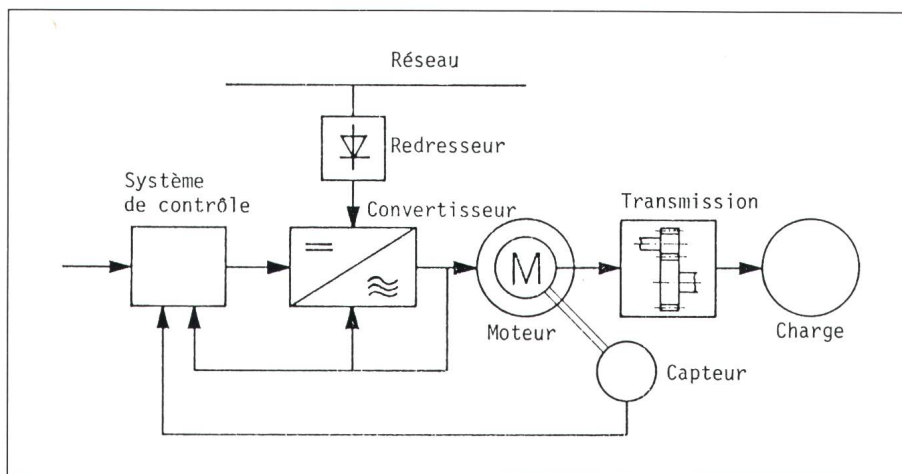 Réseau
Redresseur
Système
de contrôle
Convertisseur
Transmission
M
Moteur
Charge
Capteur